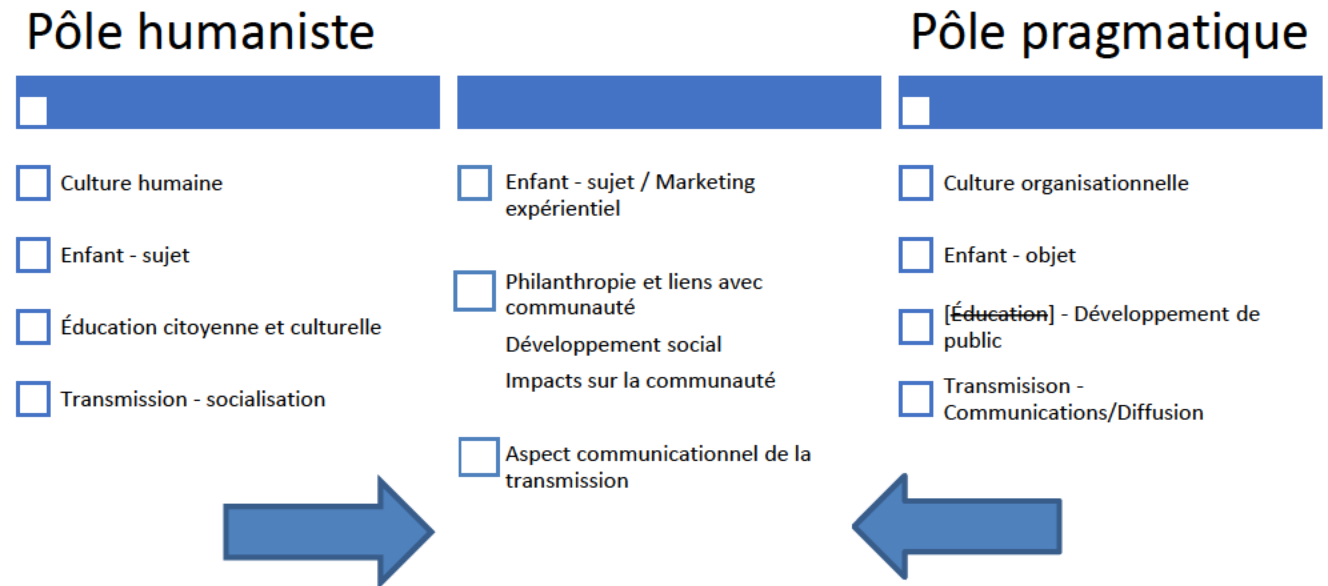 Pôle humaniste
Pôle pragmatique
Culture humaine
Enfant - sujet
Éducation citoyenne et culturelle
Transmission - socialisation
Enfant - sujet / Marketing
expérientiel
Philanthropie et liens avec
communauté
Développement social
Impacts sur la communauté
Aspect communicationnel de la
transmission
Culture organisationnelle
Enfant - objet
[Éducation] - Développement de
public
Transmisison -
Communications/Diffusion